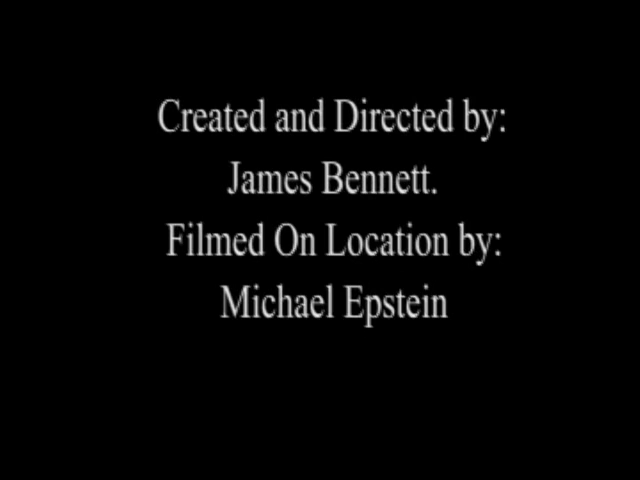 Created and Directed by:
James Bennett.
Filmed On Location by:
Michael Epstein